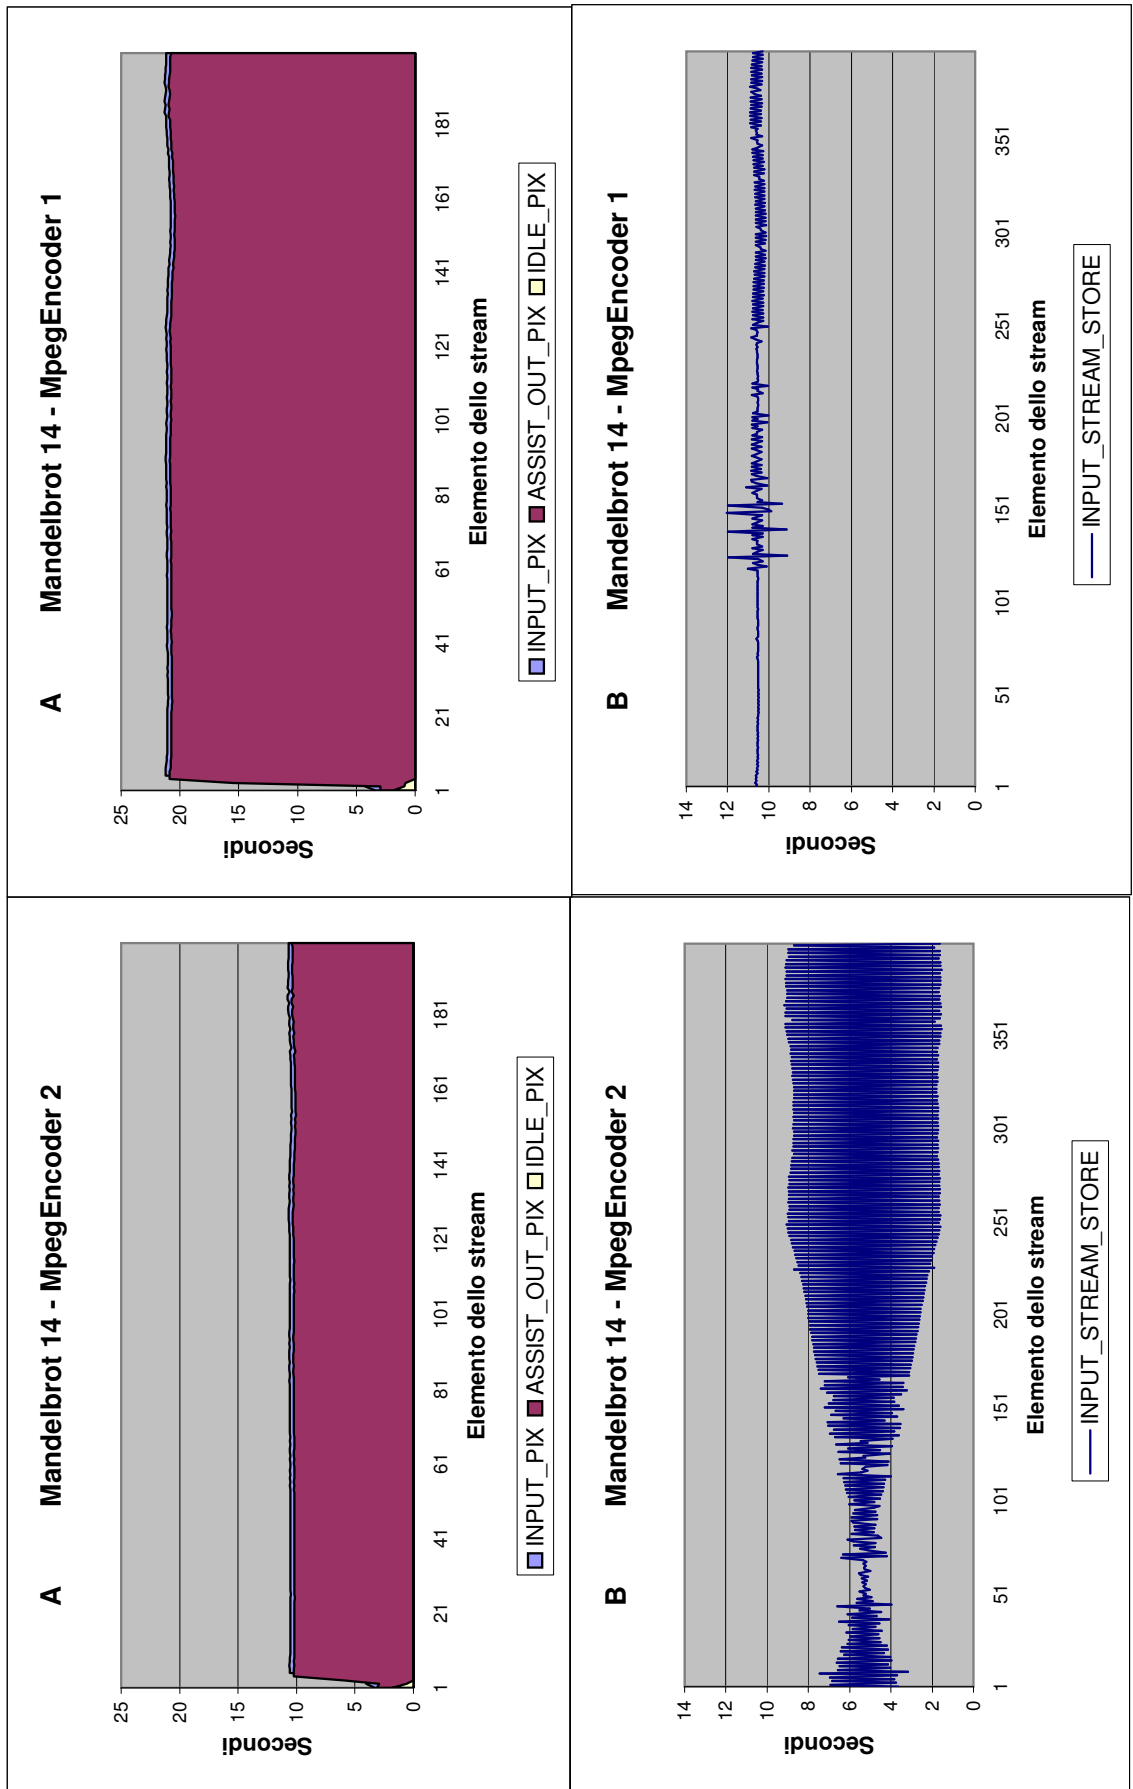 A Mandelbrot 14 - MpegEncoder 2
Secondi
25
20
15
10
5
0
1 21 41 61 81 101 121 141 161 181
Elemento dello stream
INPUT_PIX ASSIST_OUT_PIX IDLE_PIX
A Mandelbrot 14 - MpegEncoder 1
Secondi
25
20
15
10
5
0
1 21 41 61 81 101 121 141 161 181
Elemento dello stream
INPUT_PIX ASSIST_OUT_PIX IDLE_PIX
B Mandelbrot 14 - MpegEncoder 2
Secondi
14
12
10
8
6
4
2
0
1 51 101 151 201 251 301 351
Elemento dello stream
INPUT_STREAM_STORE
B Mandelbrot 14 - MpegEncoder 1
Secondi
14
12
10
8
6
4
2
0
1 51 101 151 201 251 301 351
Elemento dello stream
INPUT_STREAM_STORE